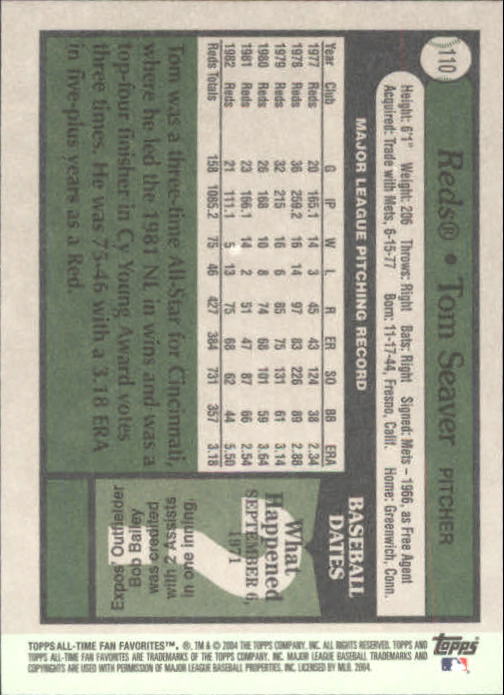 110
Reds® • Tom Seaver PITCHER
Height: 6'1" Weight: 206 Throws: Right Bats: Right Signed: Mets - 1966, as Free Agent
Acquired: Trade with Mets, 6-15-77 Born: 11-17-44, Fresno, Calif. Home: Greenwich, Conn.
MAJOR LEAGUE PITCHING RECORD
Year Club G IP W L R ER SO BB ERA
1977 Reds 20 165.1 14 3 45 43 124 38 2.34
1978 Reds 36 259.2 16 14 97 83 226 89 2.88
1979 Reds 32 215 16 6 85 75 131 61 3.14
1980 Reds 26 168 10 8 74 68 101 59 3.64
1981 Reds 23 166.1 14 2 51 47 87 66 2.54
1982 Reds 21 111.1 5 13 75 68 62 44 5.50
Reds Totals 158 1085.2 75 46 427 384 731 357 3.18
Tom was a three-time All-Star for Cincinnati,
where he led the 1981 NL in wins and was a
top-four finisher in Cy Young Award votes
three times. He was 75-46 with a 3.18 ERA
in five-plus years as a Red.
BASEBALL
DATES
?
What
Happened
SEPTEMBER 6,
1971
Expos Outfielder
Bob Bailey
was credited
with 2 Assists
in one inning.
TOPPS ALL-TIME FAN FAVORITES™. ®, TM & © 2004 THE TOPPS COMPANY, INC. ALL RIGHTS RESERVED. TOPPS AND
TOPPS ALL-TIME FAN FAVORITES ARE TRADEMARKS OF THE TOPPS COMPANY, INC. MAJOR LEAGUE BASEBALL TRADEMARKS AND
COPYRIGHTS ARE USED WITH PERMISSION OF MAJOR LEAGUE BASEBALL PROPERTIES, INC. LICENSED BY MLB, 2004.
topps